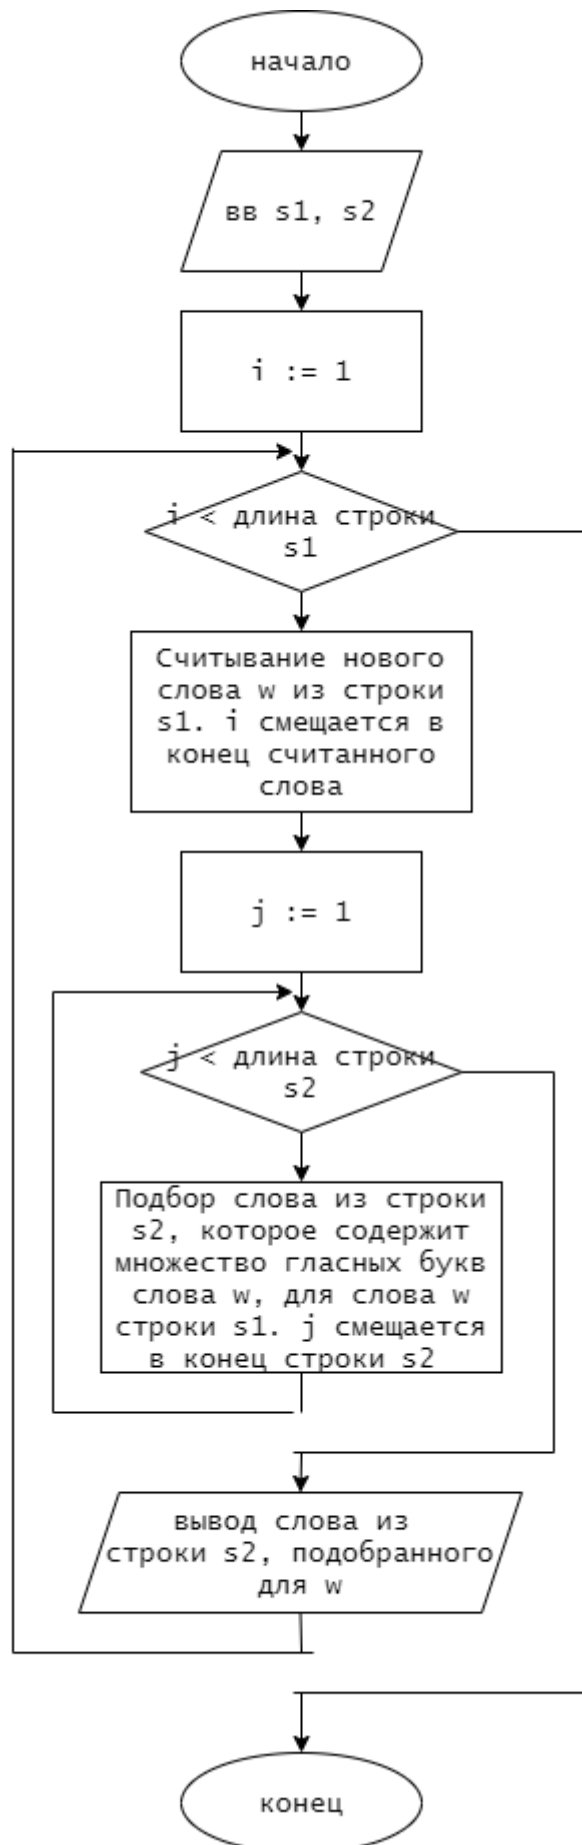 начало
вв s1, s2
i := 1
i < длина строки
s1
Считывание нового
слова w из строки
s1. i смещается в
конец считанного
слова
j := 1
j < длина строки
s2
Подбор слова из строки
s2, которое содержит
множество гласных букв
слова w, для слова w
строки s1. j смещается
в конец строки s2
вывод слова из
строки s2, подобранного
для w
конец